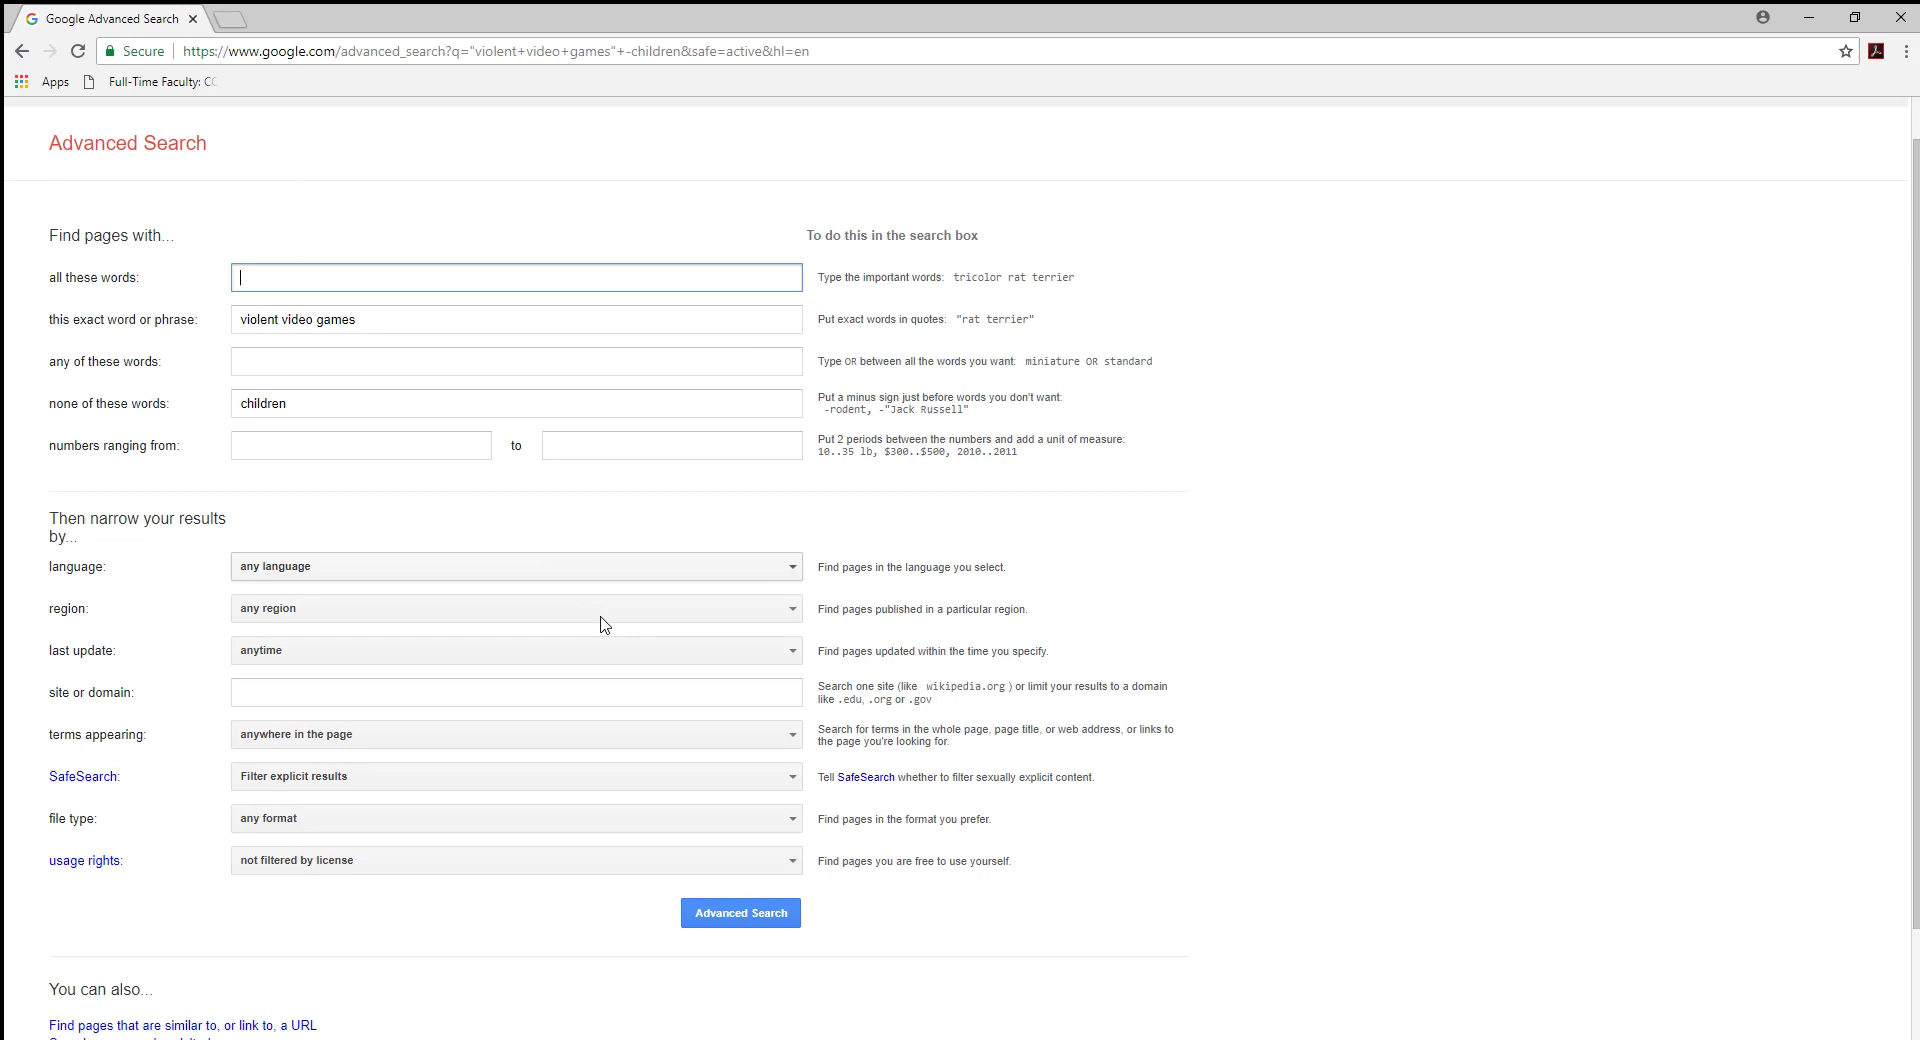 Google Advanced Search
Secure https://www.google.com/advanced_search?q="violent+video+games"+-children&safe=active&hl=en
Apps Full-Time Faculty:
Advanced Search
Find pages with... To do this in the search box
all these words: Type the important words: tricolor rat terrier
this exact word or phrase: violent video games Put exact words in quotes: "rat terrier"
any of these words: Type OR between all the words you want: miniature OR standard
none of these words: children Put a minus sign just before words you don't want:
-rodent, -"Jack Russell"
numbers ranging from: to Put 2 periods between the numbers and add a unit of measure:
10..35 lb, $300..$500, 2010..2011
Then narrow your results
by...
language: any language Find pages in the language you select.
region: any region Find pages published in a particular region.
last update: anytime Find pages updated within the time you specify.
site or domain: Search one site (like wikipedia.org ) or limit your results to a domain
like .edu, .org or .gov
terms appearing: anywhere in the page Search for terms in the whole page, page title, or web address, or links to
the page you're looking for.
SafeSearch: Filter explicit results Tell SafeSearch whether to filter sexually explicit content.
file type: any format Find pages in the format you prefer.
usage rights: not filtered by license Find pages you are free to use yourself.
Advanced Search
You can also...
Find pages that are similar to, or link to, a URL